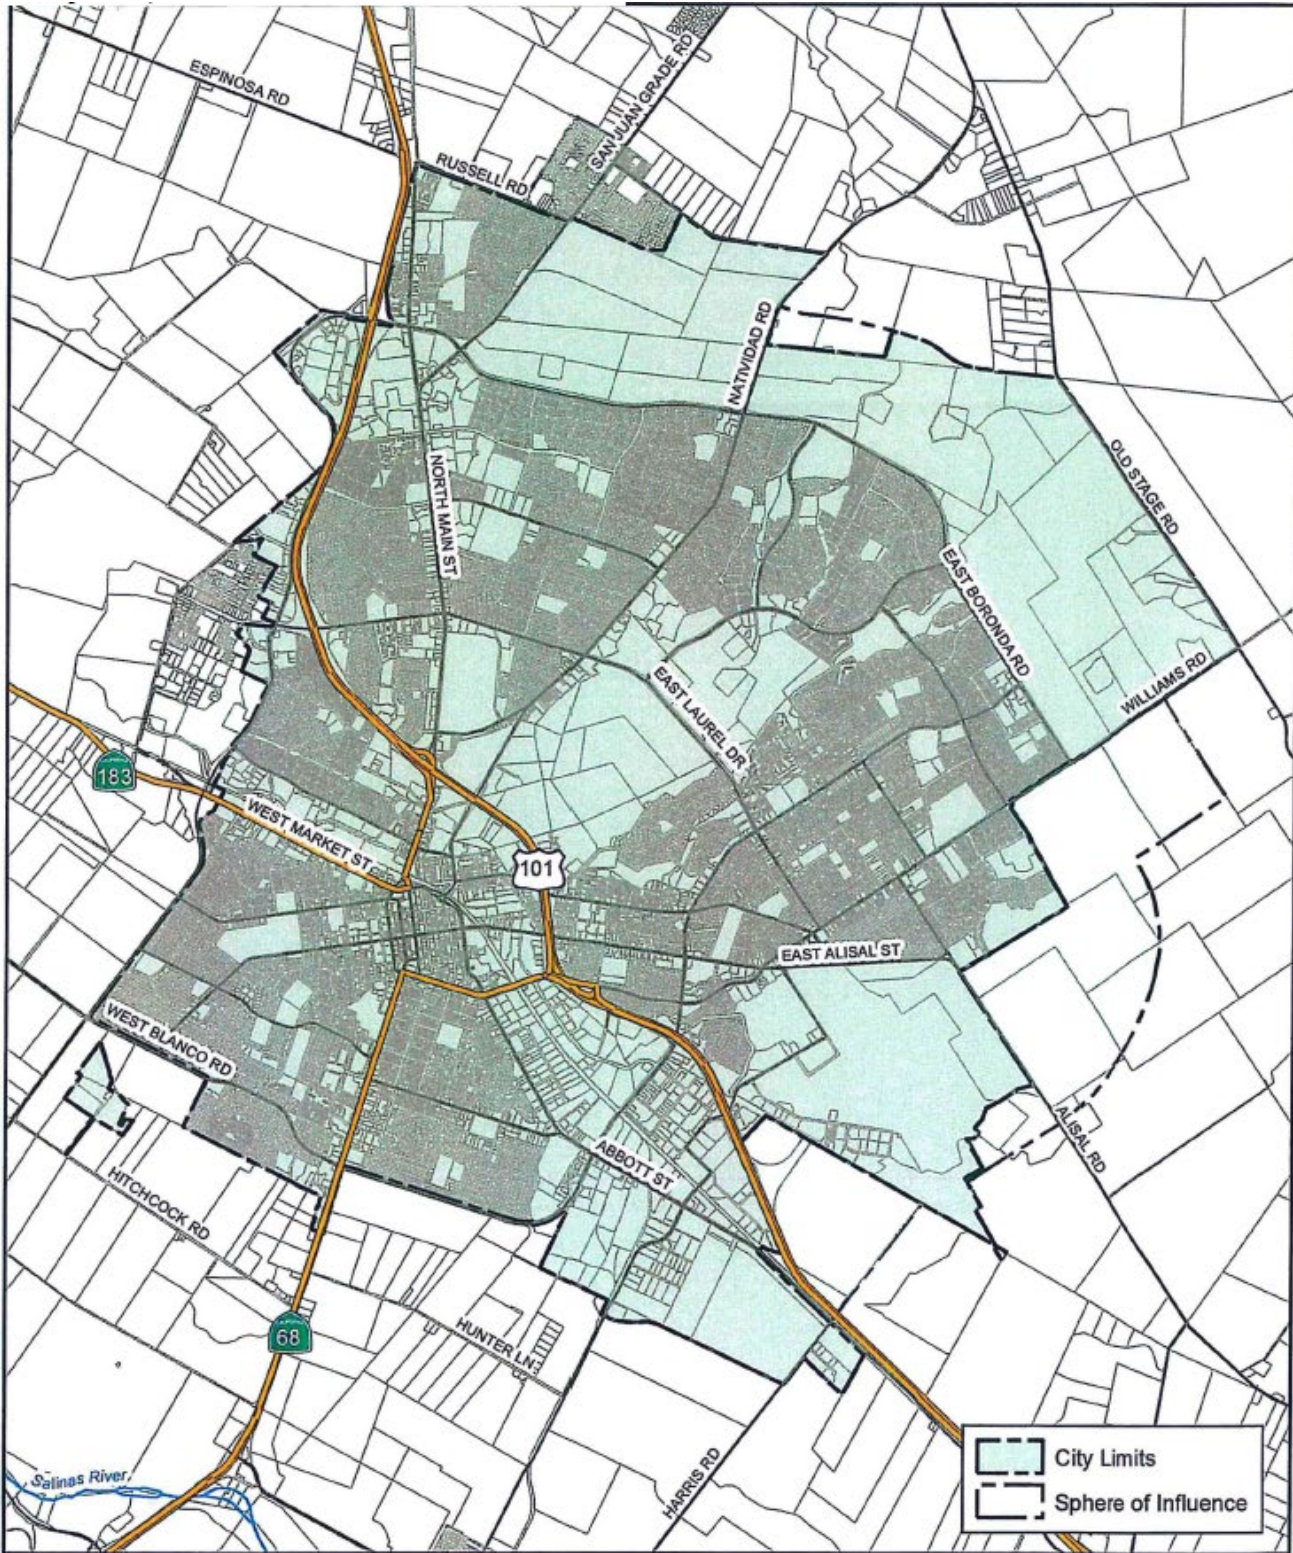 ESPINOSA RD
SAN JUAN GRADE RD
RUSSELL RD
NATIVIDAD RD
OLD STAGE RD
NORTH MAIN ST
EAST BORONDA RD
EAST LAUREL DR
WILLIAMS RD
183
WEST MARKET ST
101
EAST ALISAL ST
WEST BLANCO RD
ABBOTT ST
ALISAL RD
HITCHCOCK RD
68
HUNTER LN
HARRIS RD
Salinas River
City Limits
Sphere of Influence